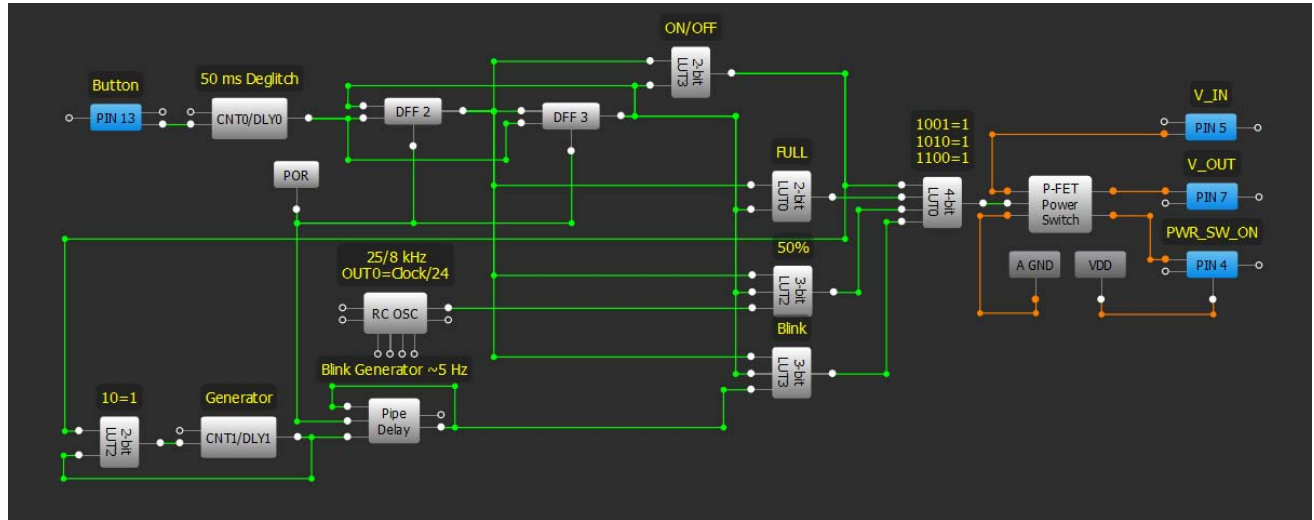 ON/OFF
2-bit
LUT3
Button
PIN 13
50 ms Deglitch
CNT0/DLY0
DFF 2
DFF 3
POR
FULL
2-bit
LUT0
1001=1
1010=1
1100=1
4-bit
LUT0
V_IN
PIN 5
V_OUT
PIN 7
P-FET
Power
Switch
PWR_SW_ON
PIN 4
A GND
VDD
25/8 kHz
OUT0=Clock/24
RC OSC
50%
3-bit
LUT2
Blink
3-bit
LUT3
Blink Generator ~5 Hz
Pipe
Delay
10=1
2-bit
LUT2
Generator
CNT1/DLY1